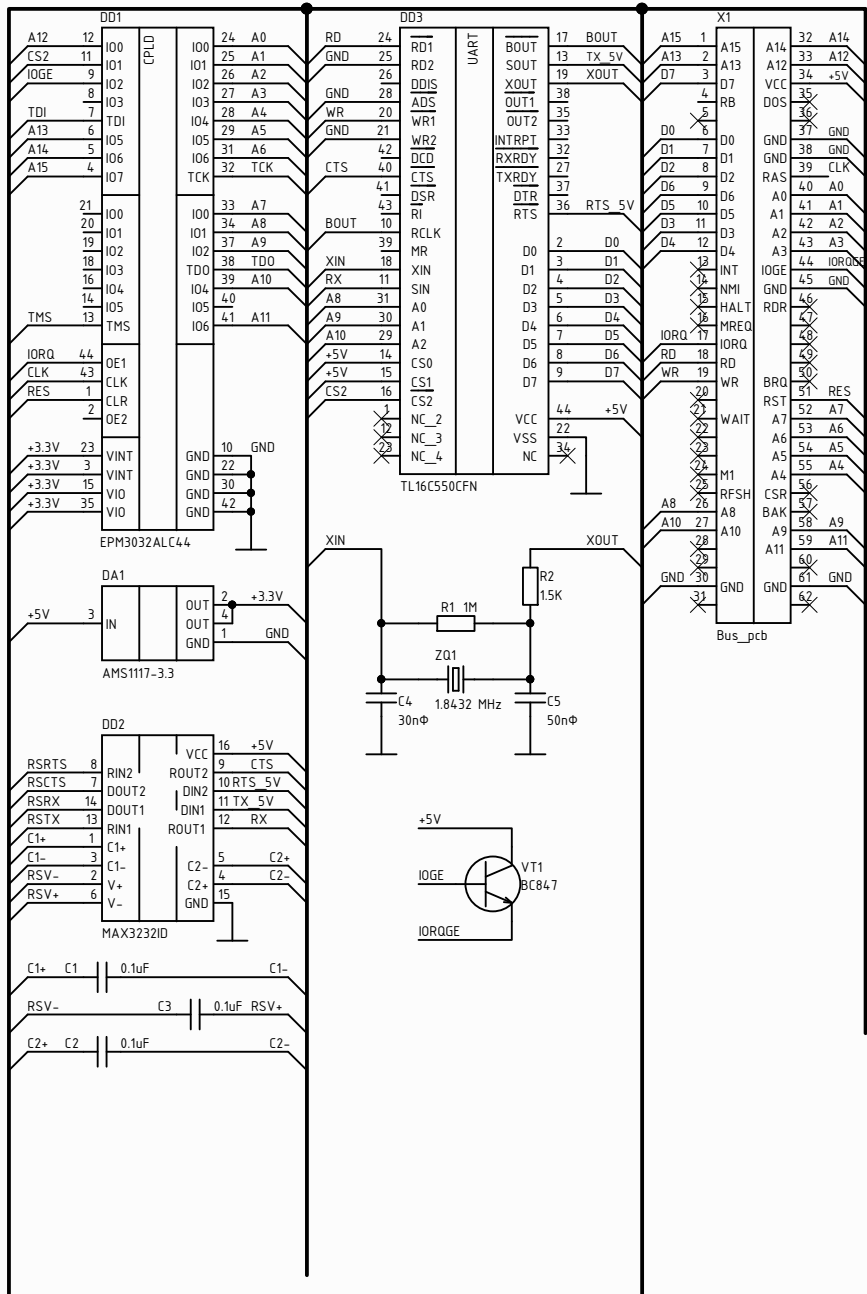 DD1
CPLD
A12 12 IO0 IO0 24 A0
CS2 11 IO1 IO1 25 A1
IOGE 9 IO2 IO2 26 A2
8 IO3 IO3 27 A3
TDI 7 TDI IO4 28 A4
A13 6 IO5 IO5 29 A5
A14 5 IO6 IO6 31 A6
A15 4 IO7 TCK 32 TCK
21 IO0 IO0 33 A7
20 IO1 IO1 34 A8
19 IO2 IO2 37 A9
18 IO3 TDO 38 TDO
16 IO4 IO4 39 A10
14 IO5 IO5 40
TMS 13 TMS IO6 41 A11
IORQ 44 OE1
CLK 43 CLK
RES 1 CLR
2 OE2
+3.3V 23 VINT GND 10 GND
+3.3V 3 VINT GND 22
+3.3V 15 VIO GND 30
+3.3V 35 VIO GND 42
EPM3032ALC44
DA1
+5V 3 IN OUT 2 +3.3V
OUT 4
GND 1 GND
AMS1117-3.3
DD2
VCC 16 +5V
RSRTS 8 RIN2 ROUT2 9 CTS
RSCTS 7 DOUT2 DIN2 10 RTS_5V
RSRX 14 DOUT1 DIN1 11 TX_5V
RSTX 13 RIN1 ROUT1 12 RX
C1+ 1 C1+
C1- 3 C1- C2- 5 C2+
RSV- 2 V+ C2+ 4 C2-
RSV+ 6 V- GND 15
MAX3232ID
C1+ C1 0.1uF C1-
RSV- C3 0.1uF RSV+
C2+ C2 0.1uF C2-
DD3
UART
RD 24 RD1 BOUT 17 BOUT
GND 25 RD2 SOUT 13 TX_5V
26 DDIS XOUT 19 XOUT
GND 28 ADS OUT1 38
WR 20 WR1 OUT2 35
GND 21 WR2 INTRPT 33
42 DCD RXRDY 32
CTS 40 CTS TXRDY 27
41 DSR DTR 37
43 RI RTS 36 RTS_5V
BOUT 10 RCLK
39 MR D0 2 D0
XIN 18 XIN D1 3 D1
RX 11 SIN D2 4 D2
A8 31 A0 D3 5 D3
A9 30 A1 D4 6 D4
A10 29 A2 D5 7 D5
+5V 14 CS0 D6 8 D6
+5V 15 CS1 D7 9 D7
CS2 16 CS2
1 NC_2 VCC 44 +5V
12 NC_3 VSS 22
23 NC_4 NC 34
TL16C550CFN
XIN XOUT
R2
1.5K
R1 1M
ZQ1
C4 1.8432 MHz C5
30nФ 50nФ
+5V
VT1
IOGE BC847
IORQGE
X1
A15 1 A15 A14 32 A14
A13 2 A13 A12 33 A12
D7 3 D7 VCC 34 +5V
4 RB DOS 35
5 36
D0 6 D0 GND 37 GND
D1 7 D1 GND 38 GND
D2 8 D2 RAS 39 CLK
D6 9 D6 A0 40 A0
D5 10 D5 A1 41 A1
D3 11 D3 A2 42 A2
D4 12 D4 A3 43 A3
13 INT IOGE 44 IORQGE
14 NMI GND 45 GND
15 HALT RDR 46
16 MREQ 47
IORQ 17 IORQ 48
RD 18 RD 49
WR 19 WR BRQ 50
20 RST 51 RES
21 WAIT A7 52 A7
22 A6 53 A6
23 A5 54 A5
24 M1 A4 55 A4
25 RFSH CSR 56
A8 26 A8 BAK 57
A10 27 A10 A9 58 A9
28 A11 59 A11
29 60
GND 30 GND GND 61 GND
31 62
Bus_pcb